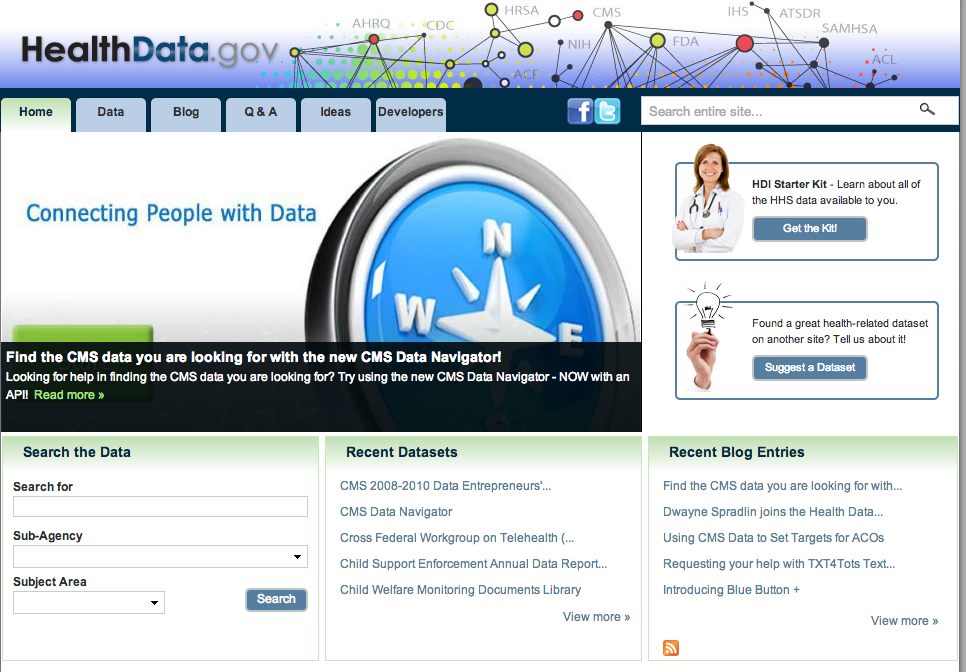 HealthData.gov
AHRQ
CDC
HRSA
CMS
IHS
ATSDR
SAMHSA
NIH
FDA
ACL
ACF
Home
Data
Blog
Q & A
Ideas
Developers
f
t
Search entire site...
Connecting People with Data
N
W
E
Find the CMS data you are looking for with the new CMS Data Navigator!
Looking for help in finding the CMS data you are looking for? Try using the new CMS Data Navigator - NOW with an
API! Read more »
HDI Starter Kit - Learn about all of
the HHS data available to you.
Get the Kit!
Found a great health-related dataset
on another site? Tell us about it!
Suggest a Dataset
Search the Data
Search for
Sub-Agency
Subject Area
Search
Recent Datasets
CMS 2008-2010 Data Entrepreneurs'...
CMS Data Navigator
Cross Federal Workgroup on Telehealth (...
Child Support Enforcement Annual Data Report...
Child Welfare Monitoring Documents Library
View more »
Recent Blog Entries
Find the CMS data you are looking for with...
Dwayne Spradlin joins the Health Data...
Using CMS Data to Set Targets for ACOs
Requesting your help with TXT4Tots Text...
Introducing Blue Button +
View more »